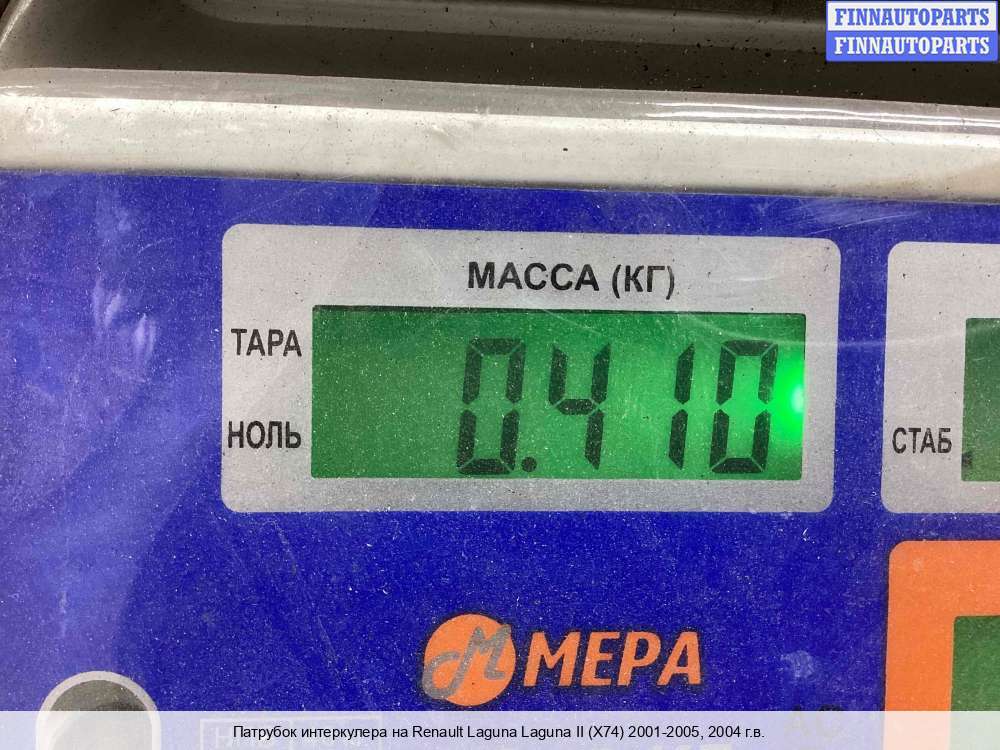 FINNAUTOPARTS
FINNAUTOPARTS
МАССА (КГ)
ТАРА
0.410
НОЛЬ
СТАБ
М МЕРА
Патрубок интеркулера на Renault Laguna Laguna II (X74) 2001-2005, 2004 г.в.